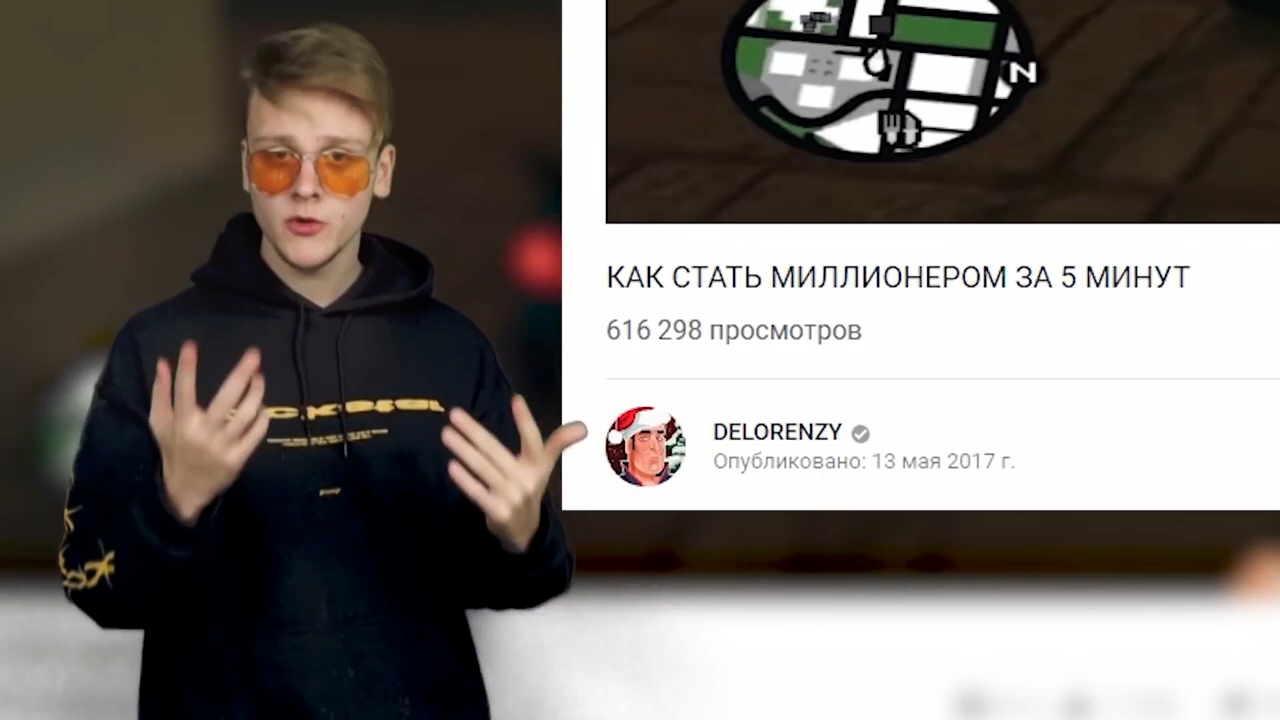 N
КАК СТАТЬ МИЛЛИОНЕРОМ ЗА 5 МИНУТ
616 298 просмотров
DELORENZY
Опубликовано: 13 мая 2017 г.